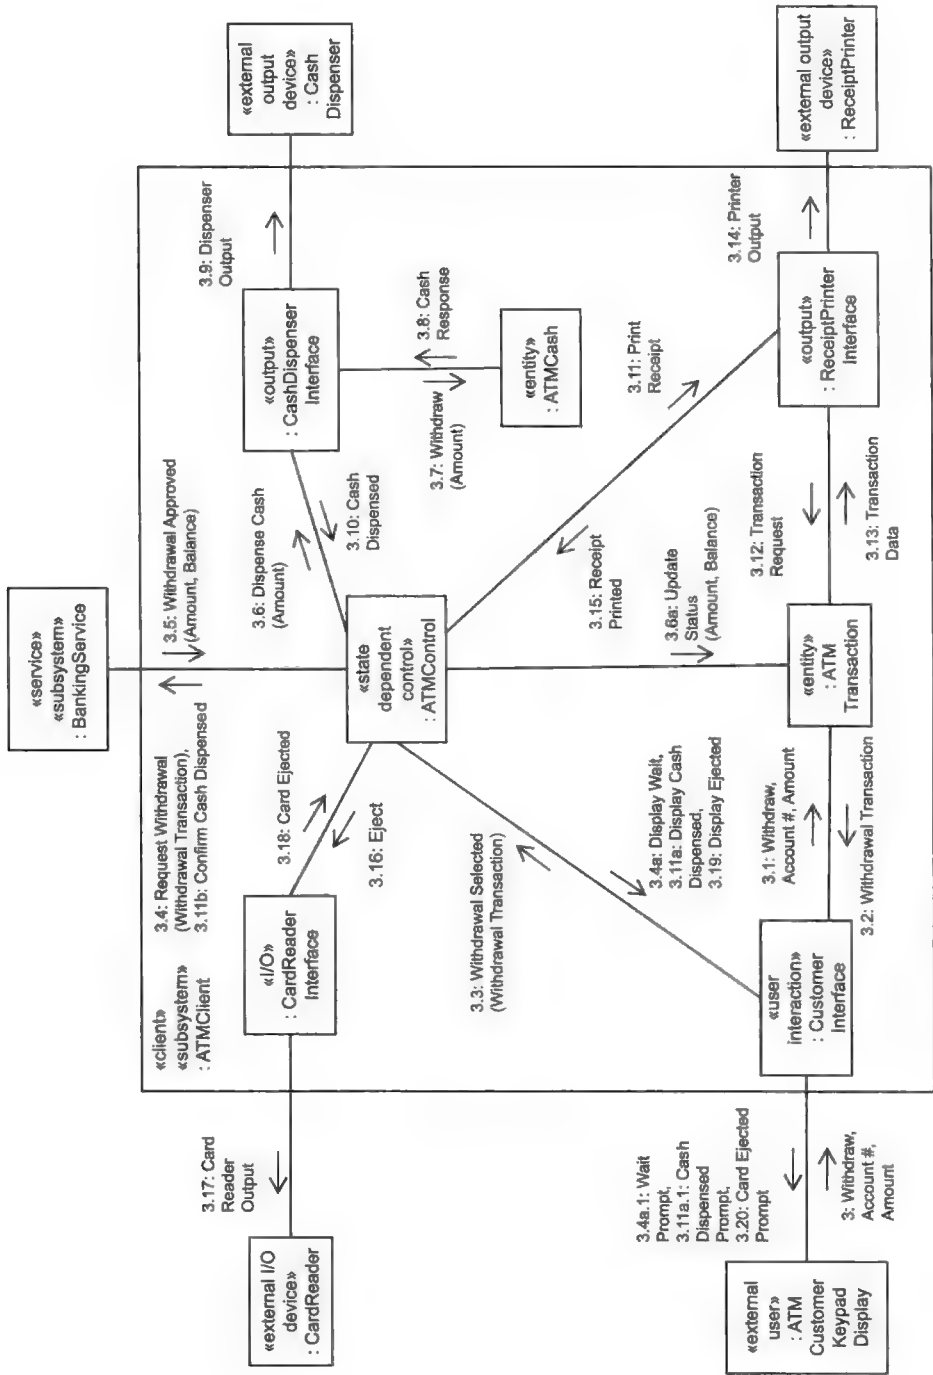 «service»
«subsystem»
: BankingService
3.4: Request Withdrawal
(Withdrawal Transaction),
3.11b: Confirm Cash Dispensed
3.5: Withdrawal Approved
(Amount, Balance)
«client»
«subsystem»
: ATMClient
«external I/O
device»
: CardReader
3.17: Card
Reader
Output
«I/O»
: CardReader
Interface
3.18: Card Ejected
3.16: Eject
«state
dependent
control»
: ATMControl
3.6: Dispense Cash
(Amount)
3.10: Cash
Dispensed
«output»
: CashDispenser
Interface
3.9: Dispenser
Output
«external
output
device»
: Cash
Dispenser
3.7: Withdraw
(Amount)
3.8: Cash
Response
«entity»
: ATMCash
3.3: Withdrawal Selected
(Withdrawal Transaction)
3.4a: Display Wait,
3.11a: Display Cash
Dispensed,
3.19: Display Ejected
3.15: Receipt
Printed
3.11: Print
Receipt
3.6a: Update
Status
(Amount, Balance)
«external
user»
: ATM
Customer
Keypad
Display
3.4a.1: Wait
Prompt,
3.11a.1: Cash
Dispensed
Prompt,
3.20: Card Ejected
Prompt
3: Withdraw,
Account #,
Amount
«user
interaction»
: Customer
Interface
3.1: Withdraw,
Account #, Amount
3.2: Withdrawal Transaction
«entity»
: ATM
Transaction
3.12: Transaction
Request
3.13: Transaction
Data
«output»
: ReceiptPrinter
Interface
3.14: Printer
Output
«external output
device»
: ReceiptPrinter